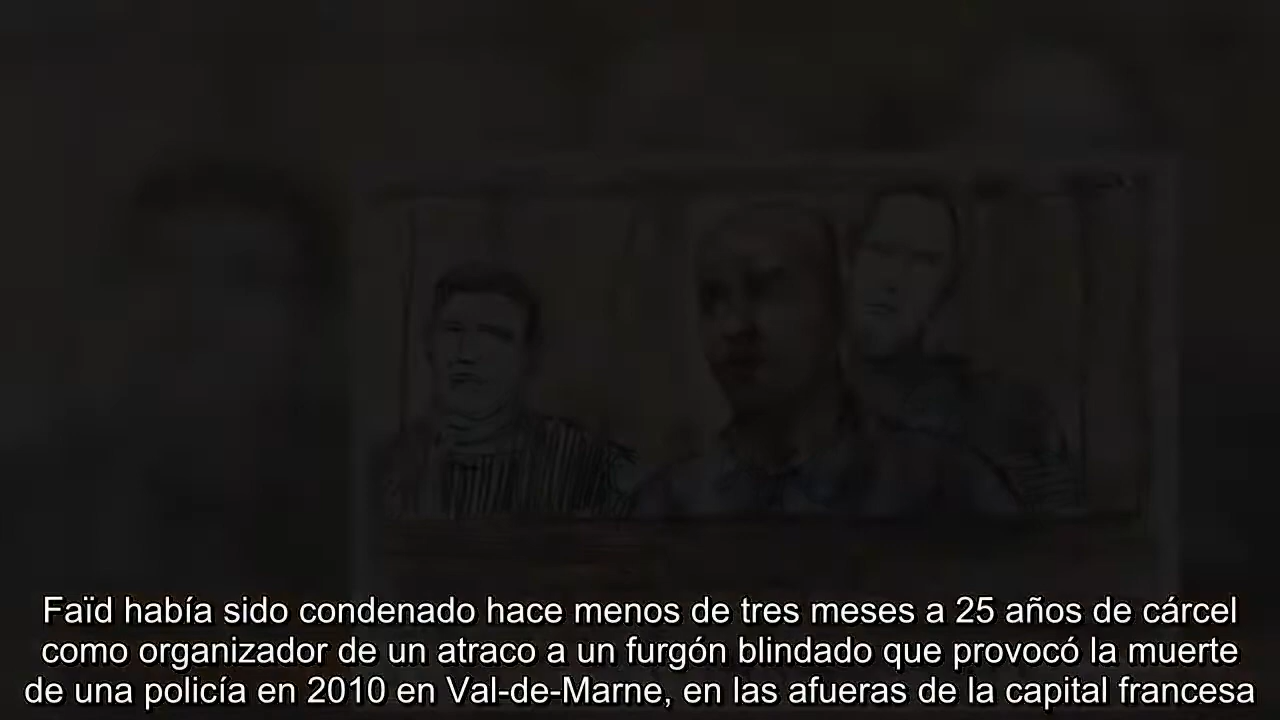 Faïd había sido condenado hace menos de tres meses a 25 años de cárcel
como organizador de un atraco a un furgón blindado que provocó la muerte
de una policía en 2010 en Val-de-Marne, en las afueras de la capital francesa